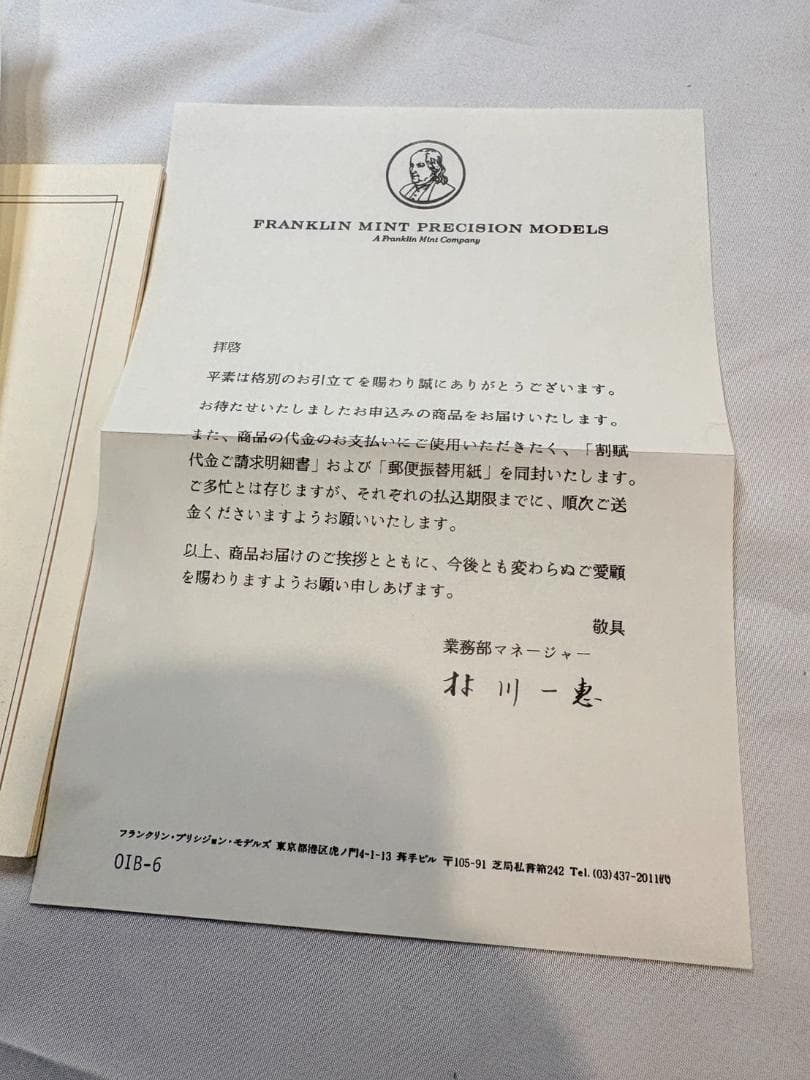 FRANKLIN MINT PRECISION MODELS
A Franklin Mint Company
拝啓
平素は格別のお引立てを賜わり誠にありがとうございます。
お待たせいたしましたお申込みの商品をお届けいたします。
また、商品の代金のお支払いにご使用いただきたく、「割賦
代金ご請求明細書」および「郵便振替用紙」を同封いたします。
ご多忙とは存じますが、それぞれの払込期限までに、順次ご送
金くださいますようお願いいたします。
以上、商品お届けのご挨拶とともに、今後とも変わらぬご愛顧
を賜わりますようお願い申しあげます。
敬具
業務部マネージャー
川一惠
フランクリン・プリシジョン・モデルズ 東京都港区虎ノ門4-1-13 ビル 〒105-91 芝局私書箱242 Tel.(03)437-2011㈹
OIB-6